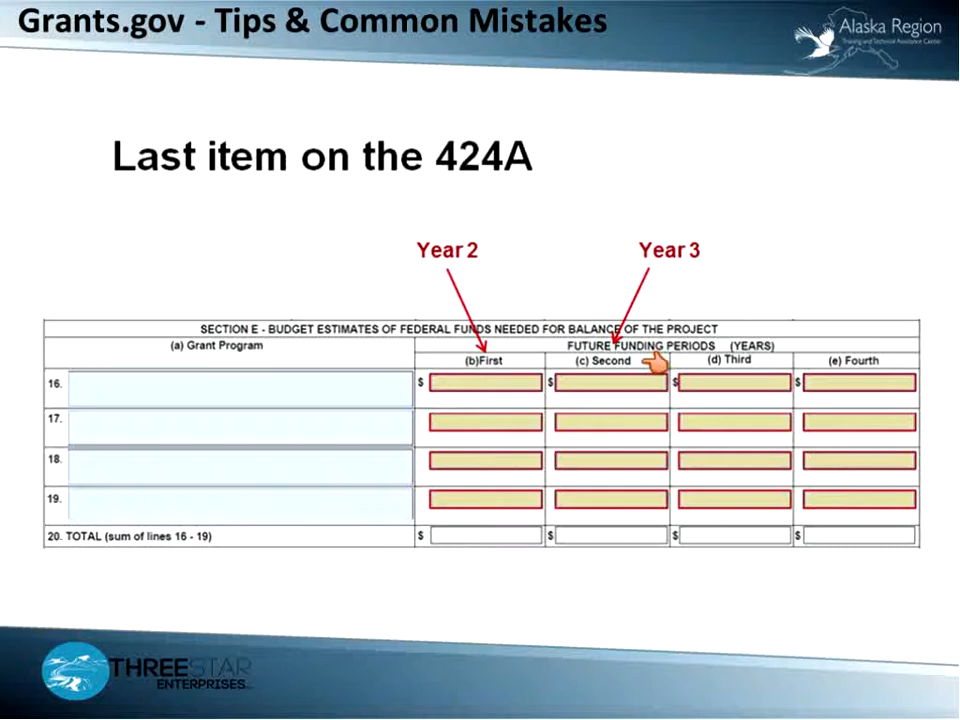 Grants.gov - Tips & Common Mistakes
Alaska Region
Training and Technical Assistance Center
Last item on the 424A
Year 2
Year 3
SECTION E - BUDGET ESTIMATES OF FEDERAL FUNDS NEEDED FOR BALANCE OF THE PROJECT
(a) Grant Program
FUTURE FUNDING PERIODS (YEARS)
(b)First
(c) Second
(d) Third
(e) Fourth
16.
$
$
$
$
17.
18.
19.
20. TOTAL (sum of lines 16 - 19)
$
$
$
$
THREESTAR
ENTERPRISES